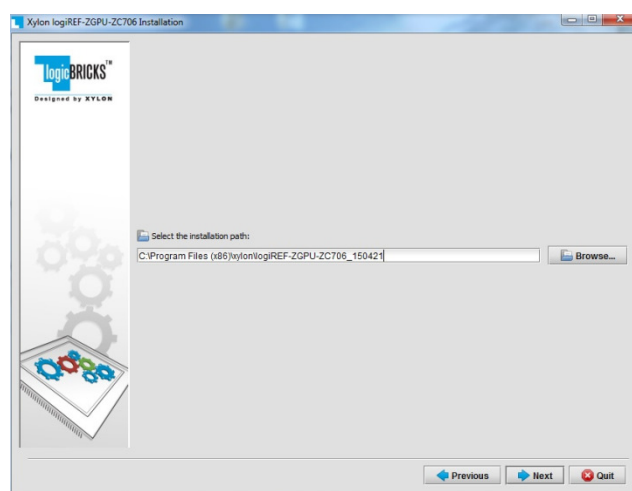 Xylon logiREF-ZGPU-ZC706 Installation
logicBRICKS™
Designed by XYLON
Select the installation path:
C:\Program Files (x86)\xylon\logiREF-ZGPU-ZC706_150421
Browse...
Previous
Next
Quit